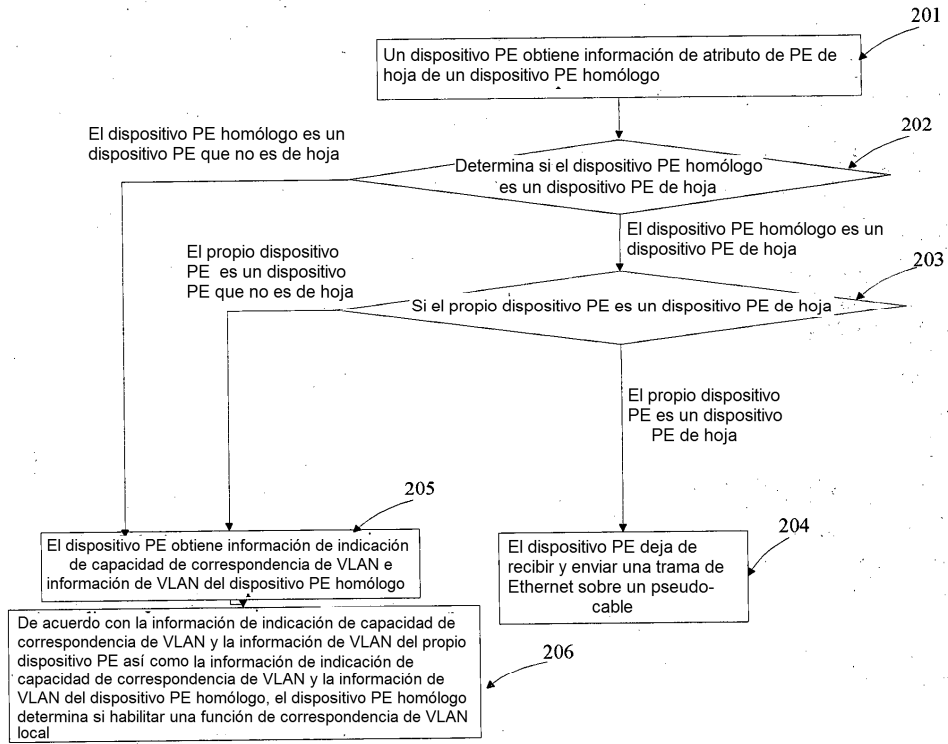 201
Un dispositivo PE obtiene información de atributo de PE de
hoja de un dispositivo PE homólogo
El dispositivo PE homólogo es un
dispositivo PE que no es de hoja
202
Determina si el dispositivo PE homólogo
es un dispositivo PE de hoja
El dispositivo PE homólogo es un
dispositivo PE de hoja
El propio dispositivo
PE es un dispositivo
PE que no es de hoja
203
Si el propio dispositivo PE es un dispositivo PE de hoja
El propio dispositivo
PE es un dispositivo
PE de hoja
205
El dispositivo PE obtiene información de indicación
de capacidad de correspondencia de VLAN e
información de VLAN del dispositivo PE homólogo
204
El dispositivo PE deja de
recibir y enviar una trama de
Ethernet sobre un pseudo-
cable
De acuerdo con la información de indicación de capacidad de
correspondencia de VLAN y la información de VLAN del propio
dispositivo PE así como la información de indicación de
capacidad de correspondencia de VLAN y la información de
VLAN del dispositivo PE homólogo, el dispositivo PE homólogo
determina si habilitar una función de correspondencia de VLAN
local
206